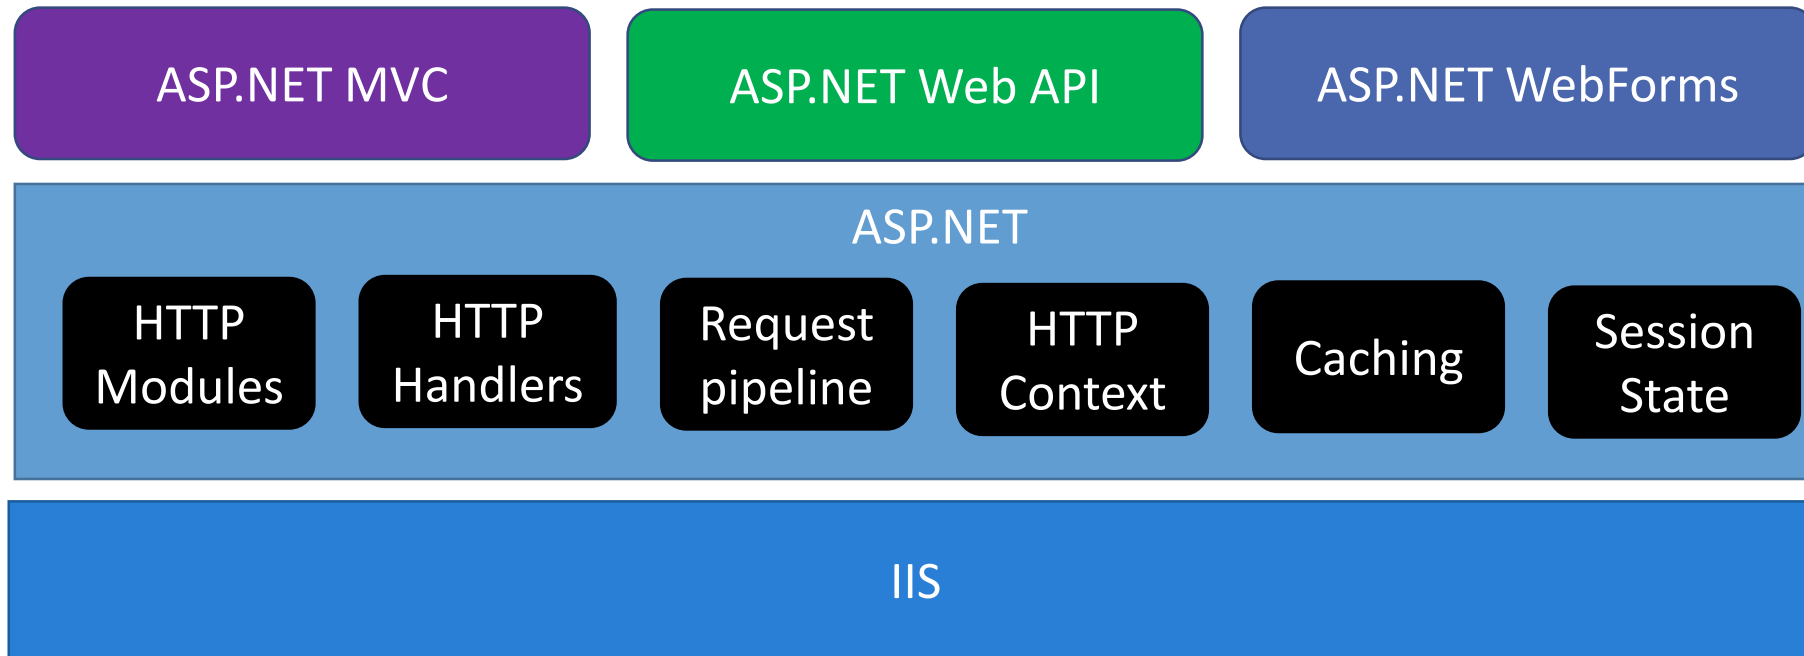 ASP.NET MVC
ASP.NET Web API
ASP.NET WebForms
ASP.NET
HTTP
Modules
HTTP
Handlers
Request
pipeline
HTTP
Context
Caching
Session
State
IIS